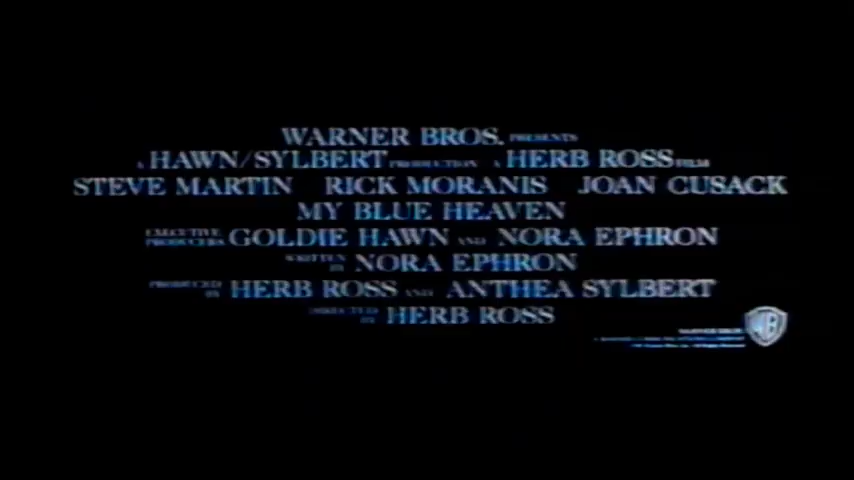 WARNER BROS. PRESENTS
A HAWN/SYLBERT PRODUCTION A HERB ROSS FILM
STEVE MARTIN RICK MORANIS JOAN CUSACK
MY BLUE HEAVEN
EXECUTIVE PRODUCERS GOLDIE HAWN AND NORA EPHRON
WRITTEN BY NORA EPHRON
PRODUCED BY HERB ROSS AND ANTHEA SYLBERT
DIRECTED BY HERB ROSS
WB